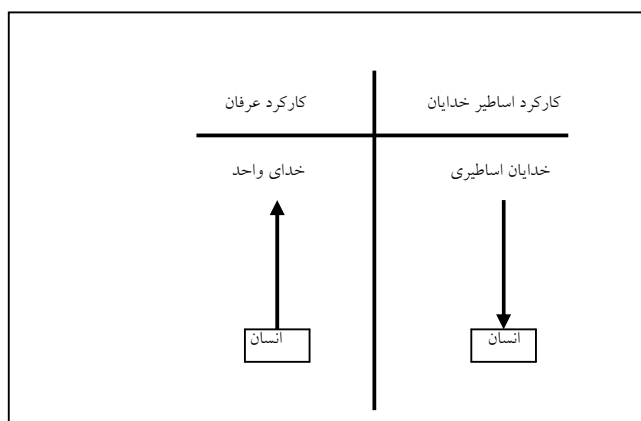 کارکرد اساطیر خدایان
کارکرد عرفان
خدایان اساطیری
خدای واحد
انسان
انسان